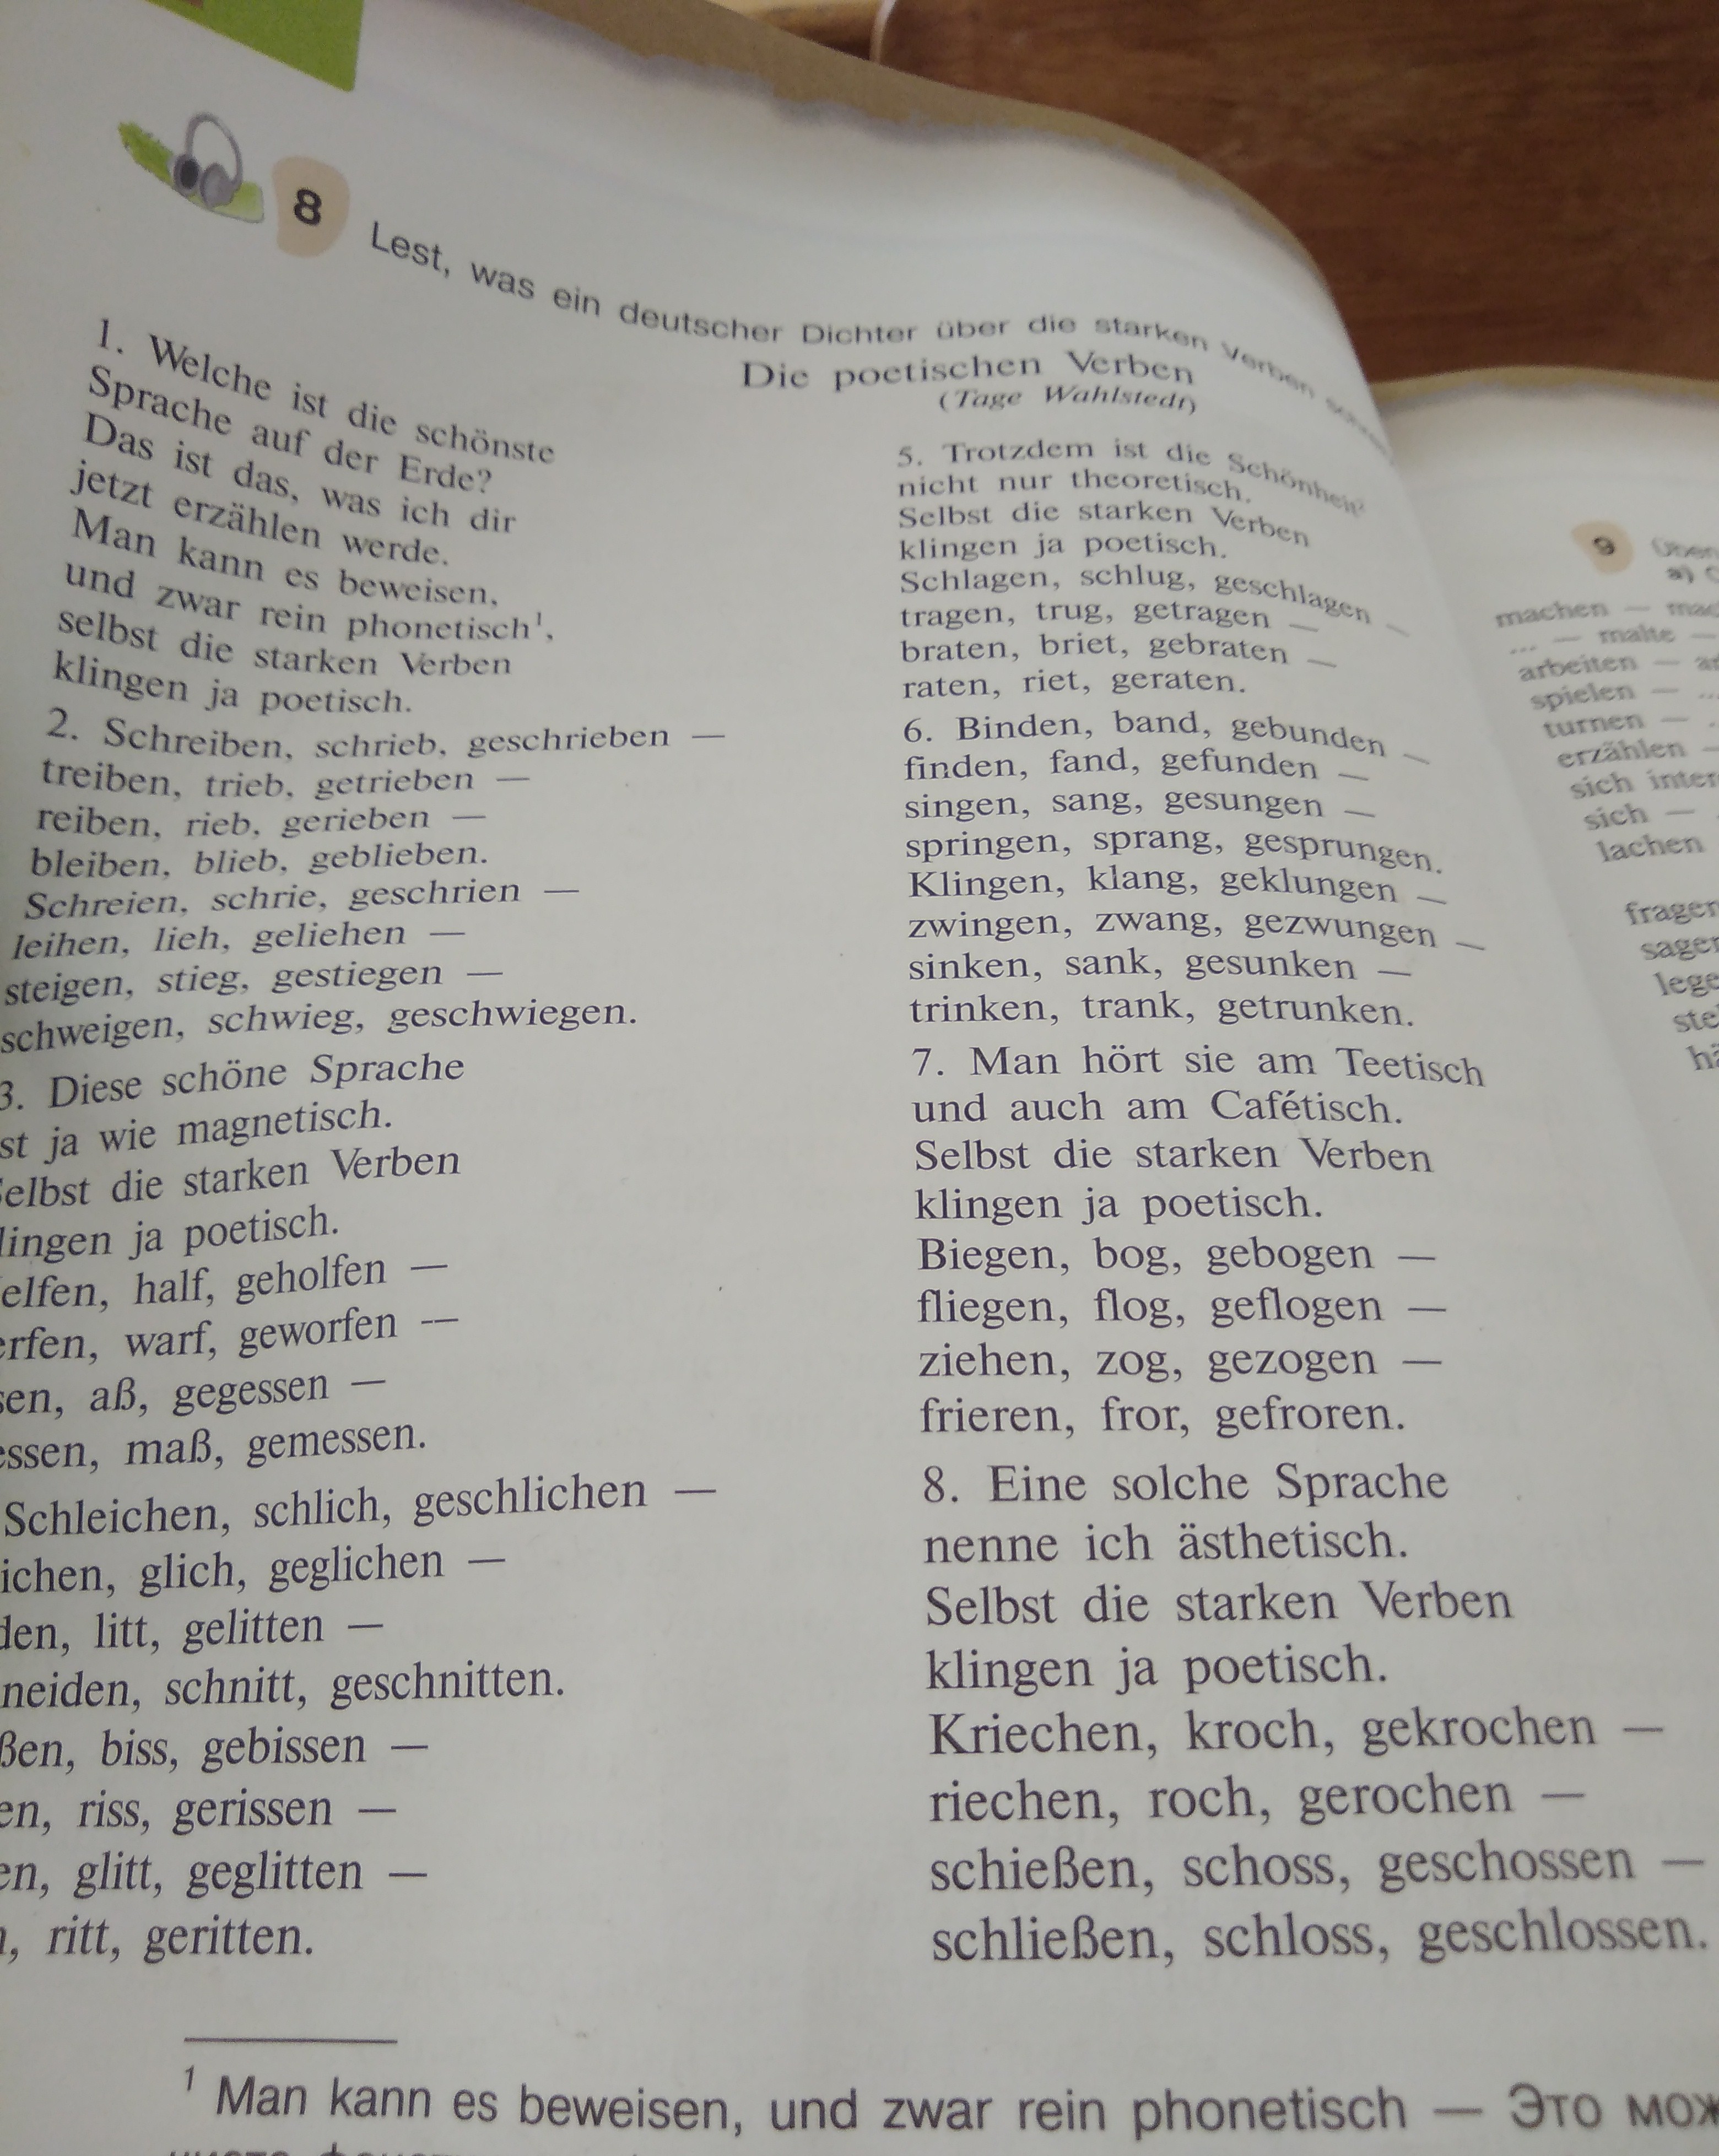 8 Lest, was ein deutscher Dichter über die starken Verben
Die poetischen Verben
(Tage Wahlstedt)
1. Welche ist die schönste
Sprache auf der Erde?
Das ist das, was ich dir
jetzt erzählen werde.
Man kann es beweisen,
und zwar rein phonetisch¹,
selbst die starken Verben
klingen ja poetisch.
2. Schreiben, schrieb, geschrieben —
treiben, trieb, getrieben —
reiben, rieb, gerieben —
bleiben, blieb, geblieben.
Schreien, schrie, geschrien —
leihen, lieh, geliehen —
steigen, stieg, gestiegen —
schweigen, schwieg, geschwiegen.
3. Diese schöne Sprache
st ja wie magnetisch.
elbst die starken Verben
lingen ja poetisch.
elfen, half, geholfen —
erfen, warf, geworfen —
sen, aß, gegessen —
essen, maß, gemessen.
Schleichen, schlich, geschlichen —
ichen, glich, geglichen —
den, litt, gelitten —
neiden, schnitt, geschnitten.
ßen, biss, gebissen —
en, riss, gerissen —
en, glitt, geglitten —
, ritt, geritten.
5. Trotzdem ist die Schönheit
nicht nur theoretisch.
Selbst die starken Verben
klingen ja poetisch.
Schlagen, schlug, geschlagen —
tragen, trug, getragen —
braten, briet, gebraten —
raten, riet, geraten.
6. Binden, band, gebunden —
finden, fand, gefunden —
singen, sang, gesungen —
springen, sprang, gesprungen.
Klingen, klang, geklungen —
zwingen, zwang, gezwungen —
sinken, sank, gesunken —
trinken, trank, getrunken.
7. Man hört sie am Teetisch
und auch am Cafétisch.
Selbst die starken Verben
klingen ja poetisch.
Biegen, bog, gebogen —
fliegen, flog, geflogen —
ziehen, zog, gezogen —
frieren, fror, gefroren.
8. Eine solche Sprache
nenne ich ästhetisch.
Selbst die starken Verben
klingen ja poetisch.
Kriechen, kroch, gekrochen —
riechen, roch, gerochen —
schießen, schoss, geschossen —
schließen, schloss, geschlossen.
¹ Man kann es beweisen, und zwar rein phonetisch — Это мож
9
a)
machen — mac
... — malte —
arbeiten — ar
spielen — ...
turnen — .
erzählen —
sich inter
sich —
lachen
fragen
sagen
lege
ste
hä